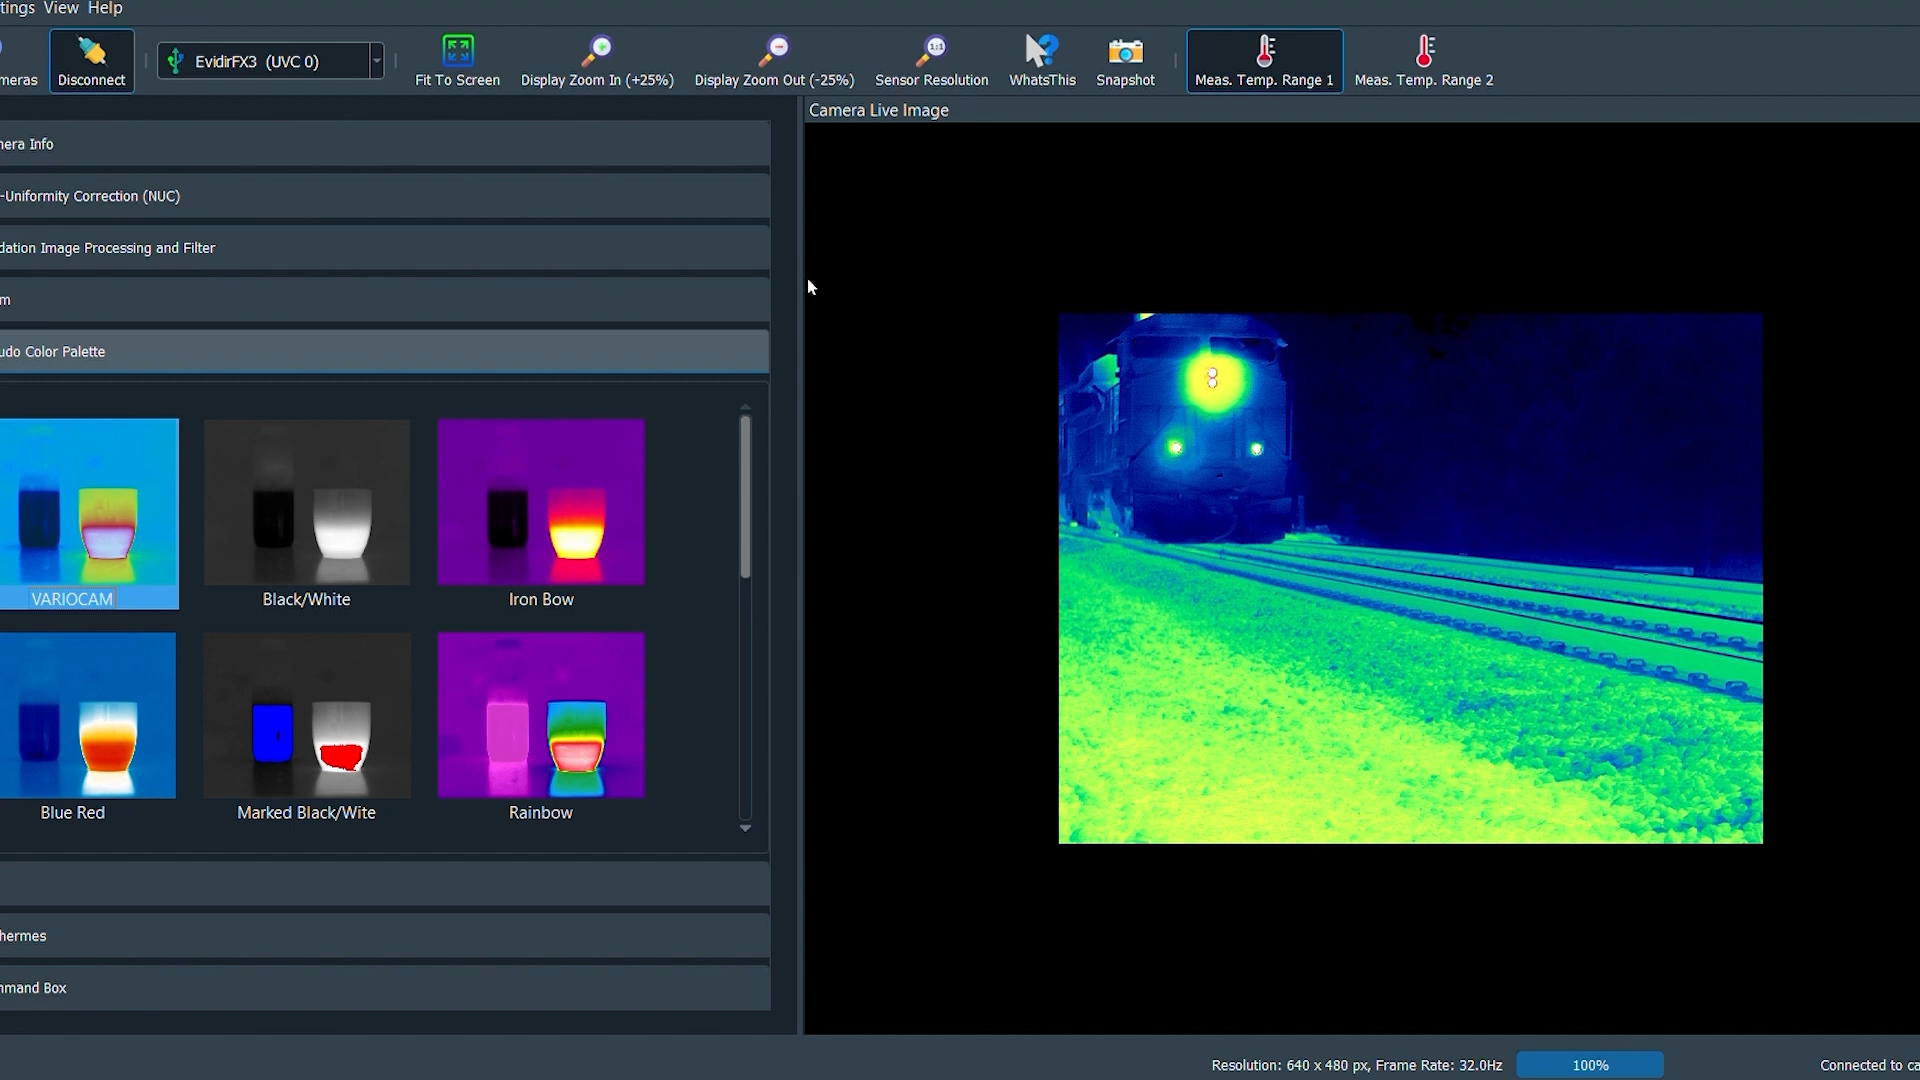 tings View Help
meras
Disconnect
EvidirFX3 (UVC 0)
Fit To Screen
Display Zoom In (+25%)
Display Zoom Out (-25%)
1:1
Sensor Resolution
WhatsThis
Snapshot
Meas. Temp. Range 1
Meas. Temp. Range 2
Camera Live Image
nera Info
-Uniformity Correction (NUC)
dation Image Processing and Filter
m
udo Color Palette
VARIOCAM
Black/White
Iron Bow
Blue Red
Marked Black/Wite
Rainbow
hermes
mmand Box
Resolution: 640 x 480 px, Frame Rate: 32.0Hz
100%
Connected to ca